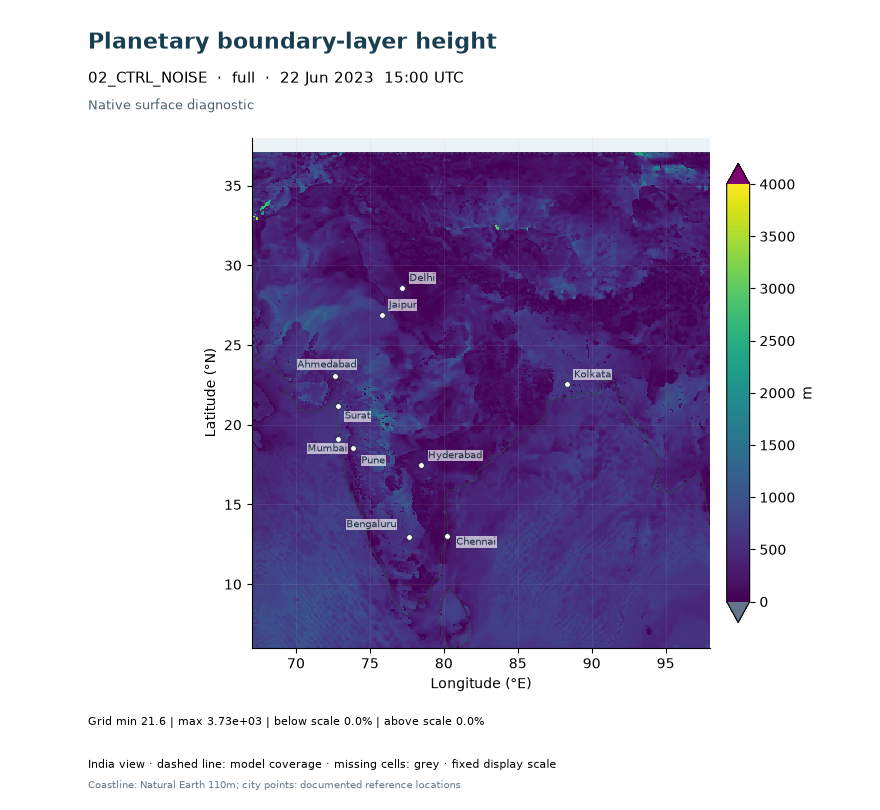 Planetary boundary-layer height
02_CTRL_NOISE · full · 22 Jun 2023 15:00 UTC
Native surface diagnostic
35
30
25
20
15
10
Latitude (°N)
Delhi
Jaipur
Ahmedabad
Surat
Kolkata
Mumbai
Pune
Hyderabad
Bengaluru
Chennai
70
75
80
85
90
95
Longitude (°E)
4000
3500
3000
2500
2000
1500
1000
500
0
m
Grid min 21.6 | max 3.73e+03 | below scale 0.0% | above scale 0.0%
India view · dashed line: model coverage · missing cells: grey · fixed display scale
Coastline: Natural Earth 110m; city points: documented reference locations